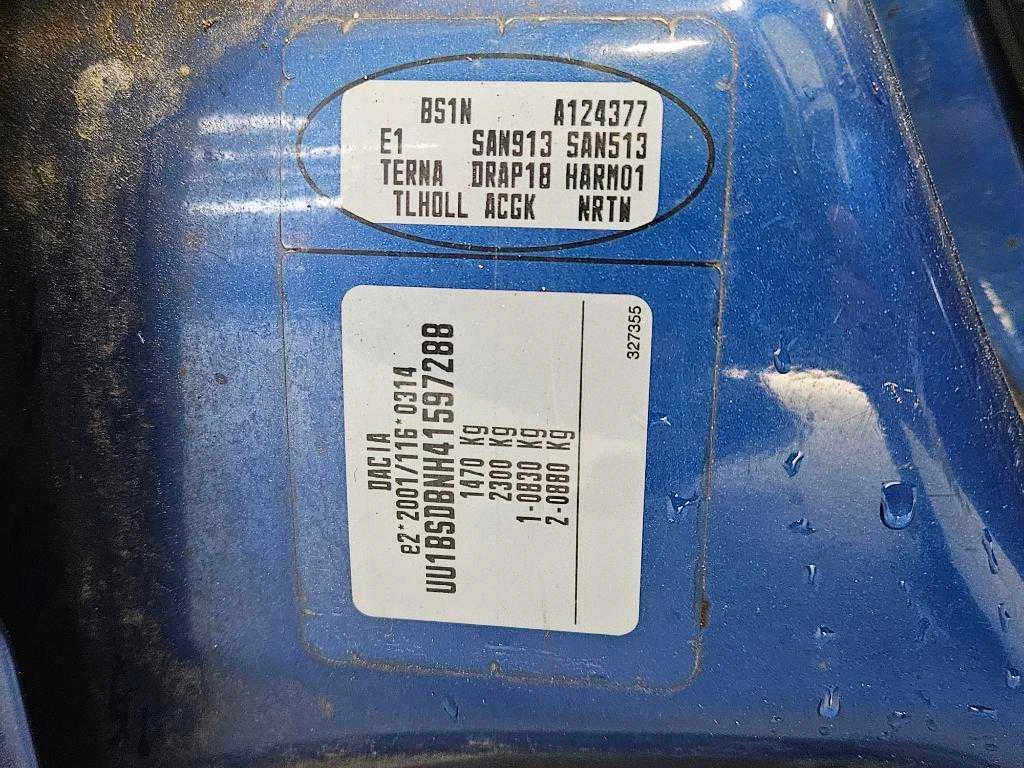 BS1N A124377
E1 SAN913 SAN513
TERNA DRAP18 HARM01
TLHOLL ACGK NRTN
DACIA
e2*2001/116*0314
UU1BSDBNH41597288
1470 Kg
2300 Kg
1-0830 Kg
2-0880 Kg
327355